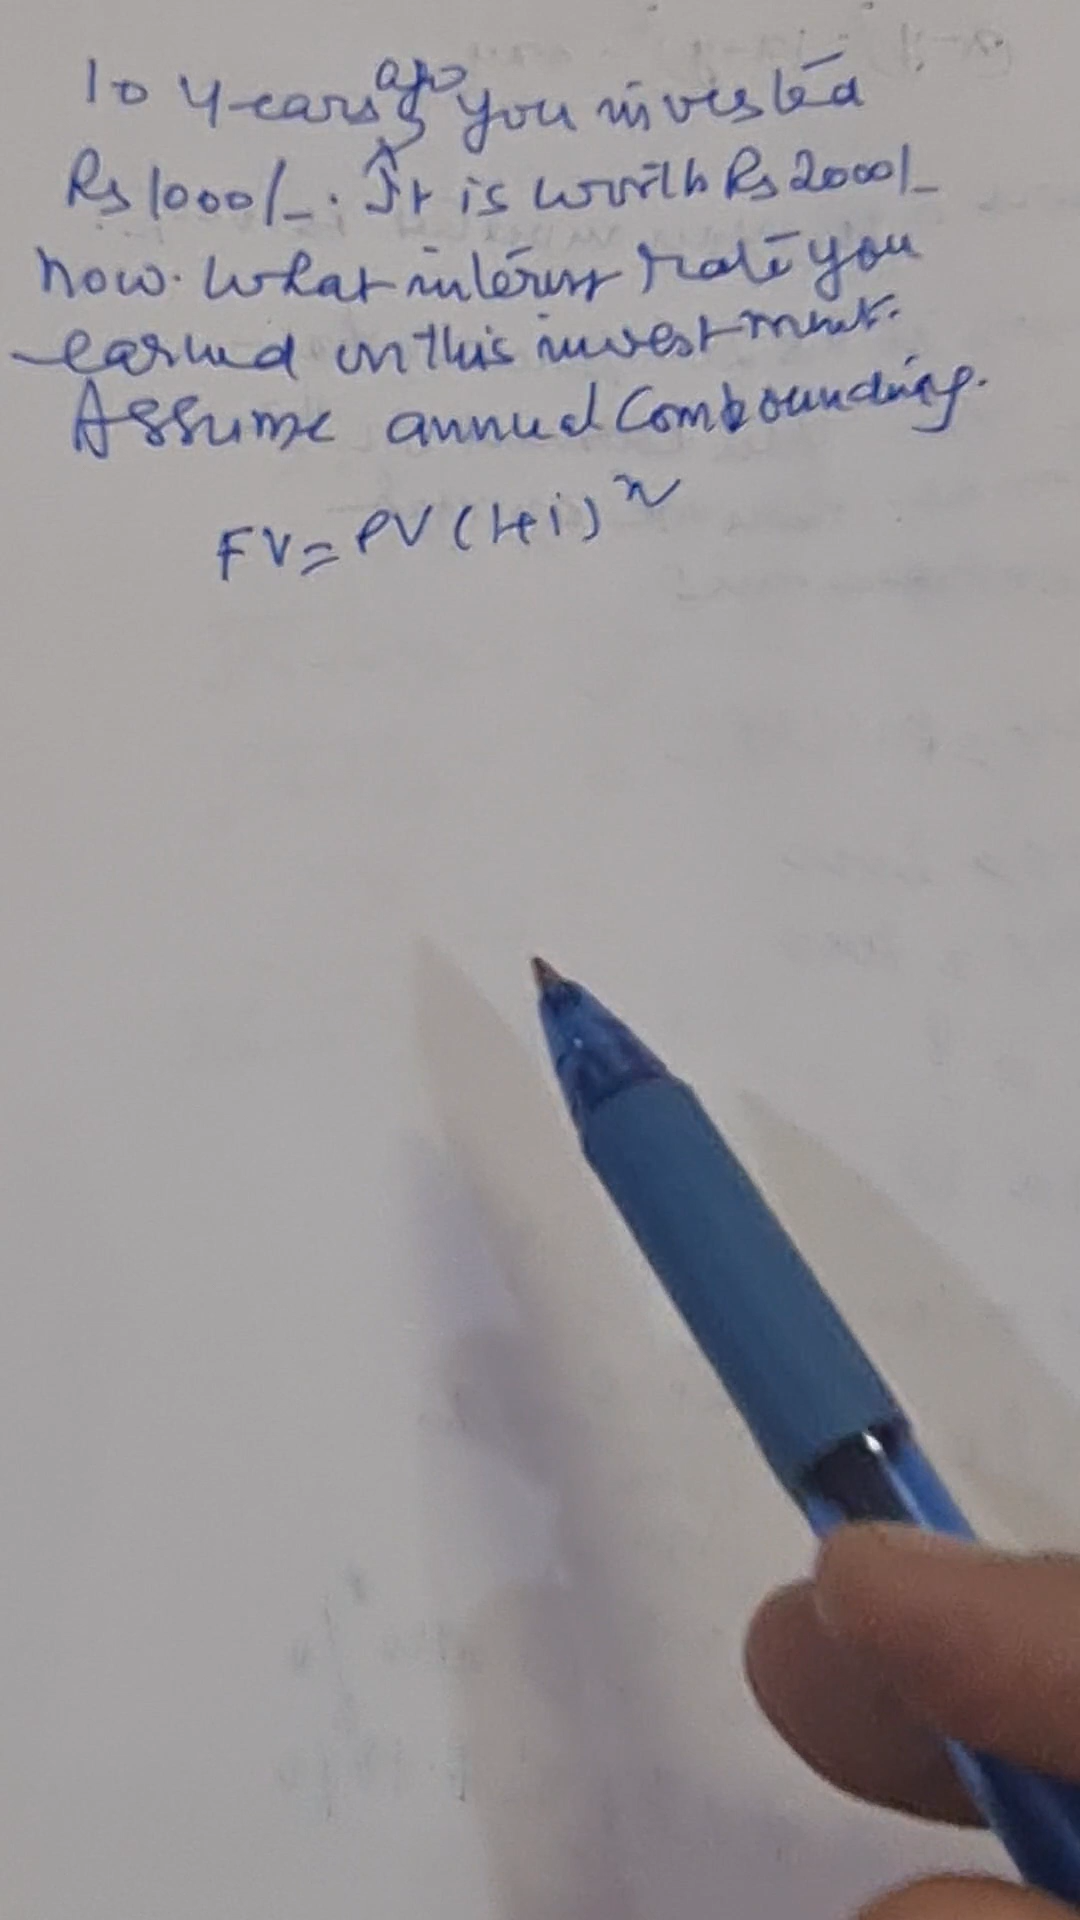 10 years ago you invested
Rs 1000/-. It is worth Rs 2000/-
now. What interest rate you
earned on this investment.
Assume annual Compounding.
FV = PV (1+i)^n